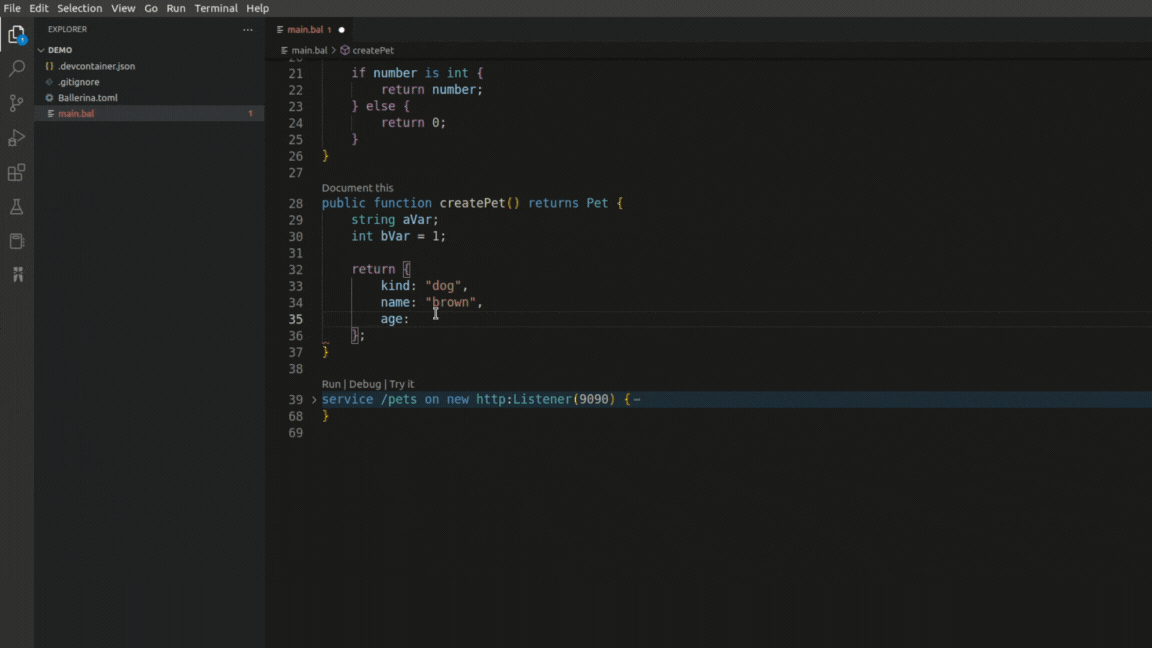 File Edit Selection View Go Run Terminal Help
EXPLORER ···
DEMO
{} .devcontainer.json
.gitignore
Ballerina.toml
main.bal 1
main.bal 1
main.bal > createPet
21 if number is int {
22 return number;
23 } else {
24 return 0;
25 }
26 }
27
Document this
28 public function createPet() returns Pet {
29 string aVar;
30 int bVar = 1;
31
32 return {
33 kind: "dog",
34 name: "brown",
35 age:
36 };
37 }
38
Run | Debug | Try it
39 > service /pets on new http:Listener(9090) {
68 }
69